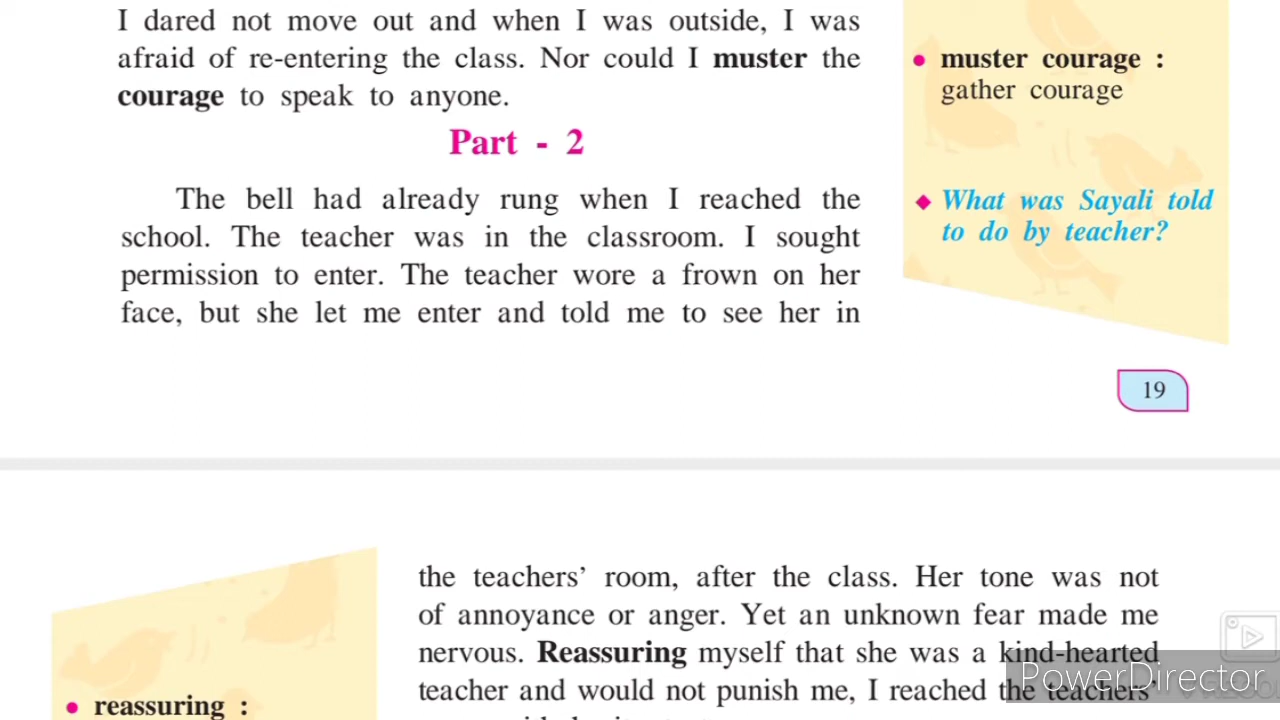 I dared not move out and when I was outside, I was
afraid of re-entering the class. Nor could I muster the
courage to speak to anyone.
• muster courage :
gather courage
Part - 2
The bell had already rung when I reached the
school. The teacher was in the classroom. I sought
permission to enter. The teacher wore a frown on her
face, but she let me enter and told me to see her in
◆ What was Sayali told
to do by teacher?
19
the teachers’ room, after the class. Her tone was not
of annoyance or anger. Yet an unknown fear made me
nervous. Reassuring myself that she was a kind-hearted
teacher and would not punish me, I reached the teachers’
• reassuring :
PowerDirector